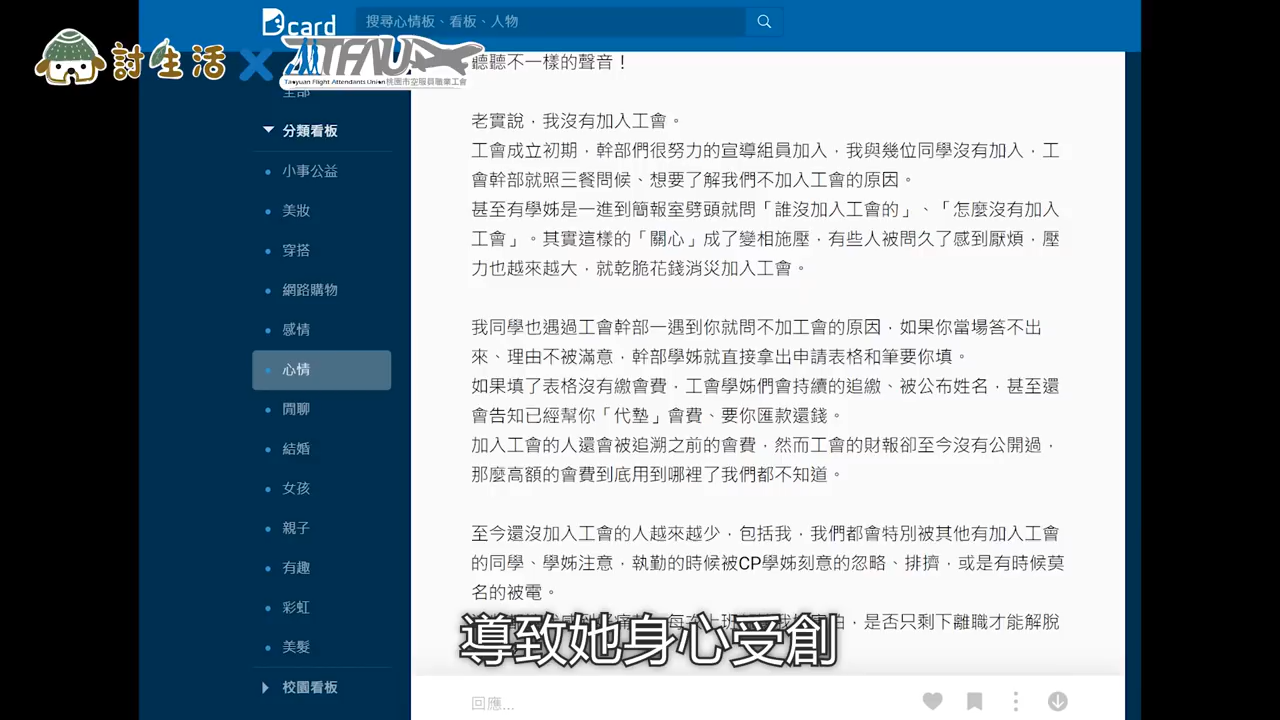 Dcard
搜尋心情板、看板、人物
討生活 X TFAU
Taoyuan Flight Attendants Union 桃園市空服員職業工會
全部
分類看板
小事公益
美妝
穿搭
網路購物
感情
心情
閒聊
結婚
女孩
親子
有趣
彩虹
美髮
校園看板
聽聽不一樣的聲音！
老實說，我沒有加入工會。
工會成立初期，幹部們很努力的宣導組員加入，我與幾位同學沒有加入，工
會幹部就照三餐問候、想要了解我們不加入工會的原因。
甚至有學姊是一進到簡報室劈頭就問「誰沒加入工會的」、「怎麼沒有加入
工會」。其實這樣的「關心」成了變相施壓，有些人被問久了感到厭煩，壓
力也越來越大，就乾脆花錢消災加入工會。
我同學也遇過工會幹部一遇到你就問不加工會的原因，如果你當場答不出
來、理由不被滿意，幹部學姊就直接拿出申請表格和筆要你填。
如果填了表格沒有繳會費，工會學姊們會持續的追繳、被公布姓名，甚至還
會告知已經幫你「代墊」會費、要你匯款還錢。
加入工會的人還會被追溯之前的會費，然而工會的財報卻至今沒有公開過，
那麼高額的會費到底用到哪裡了我們都不知道。
至今還沒加入工會的人越來越少，包括我，我們都會特別被其他有加入工會
的同學、學姊注意，執勤的時候被CP學姊刻意的忽略、排擠，或是有時候莫
名的被電。
，是否只剩下離職才能解脫
導致她身心受創
回應...